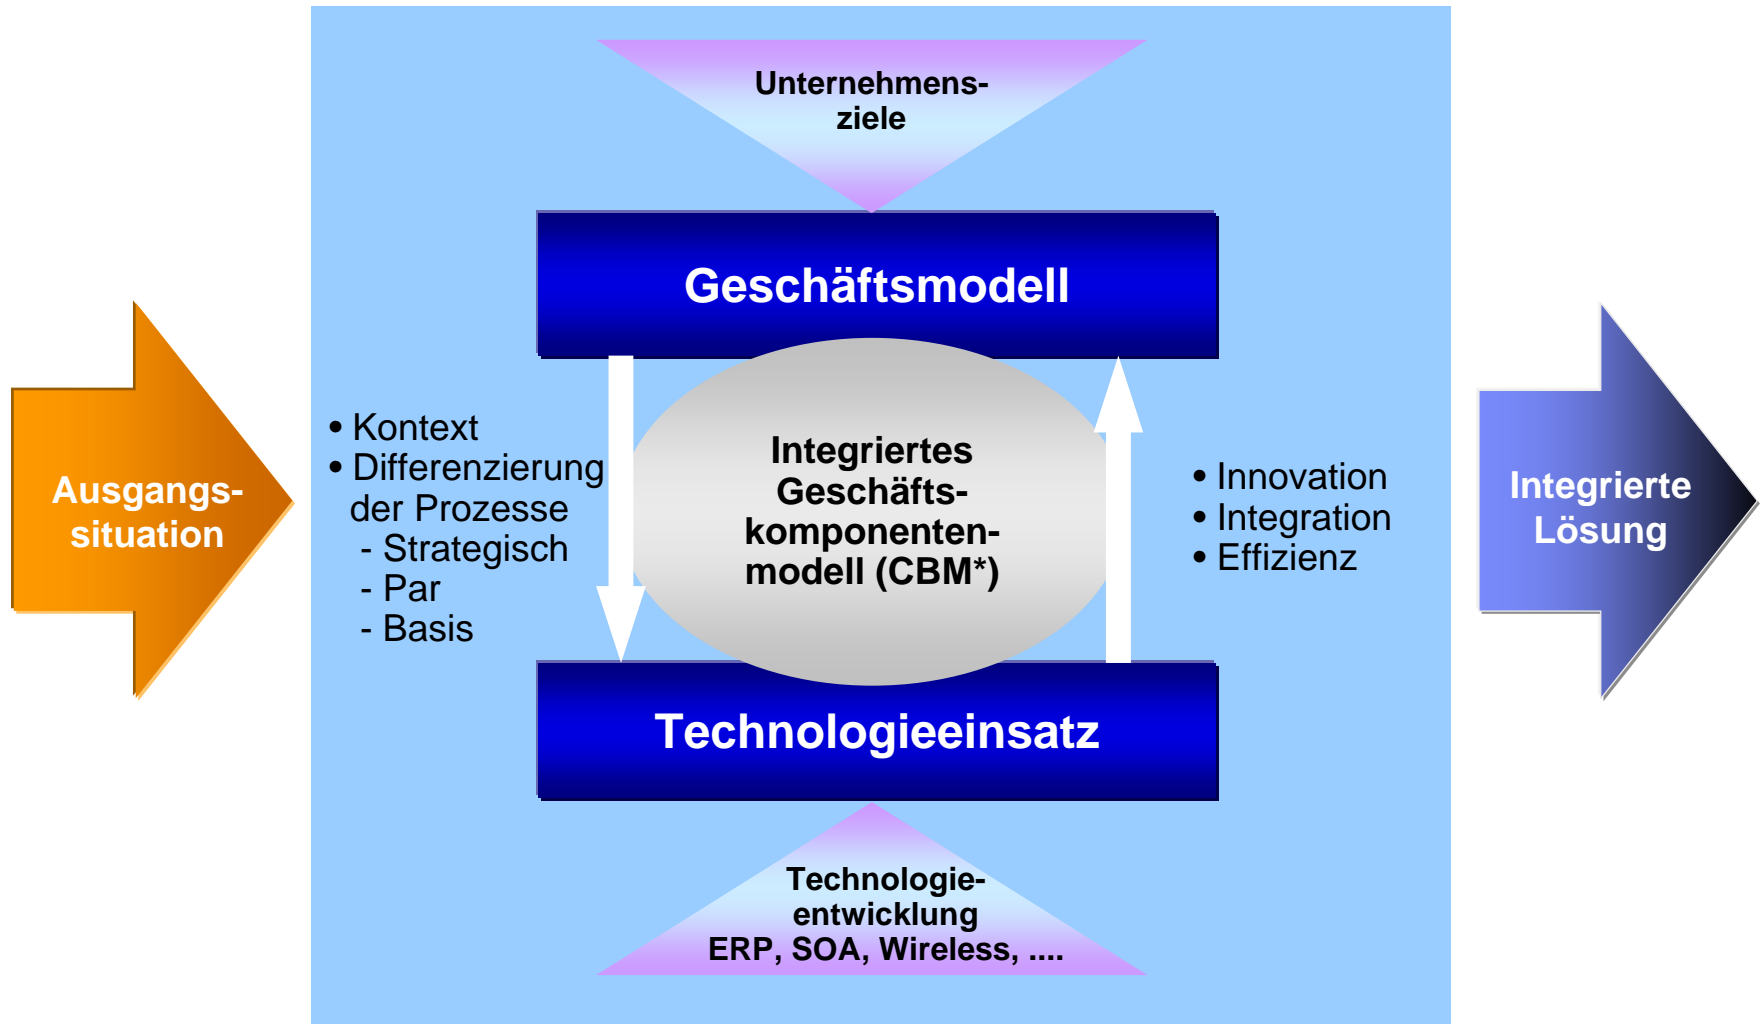 Unternehmens-
ziele
Geschäftsmodell
Ausgangs-
situation
• Kontext
• Differenzierung
der Prozesse
- Strategisch
- Par
- Basis
Integriertes
Geschäfts-
komponenten-
modell (CBM*)
• Innovation
• Integration
• Effizienz
Integrierte
Lösung
Technologieeinsatz
Technologie-
entwicklung
ERP, SOA, Wireless, ....